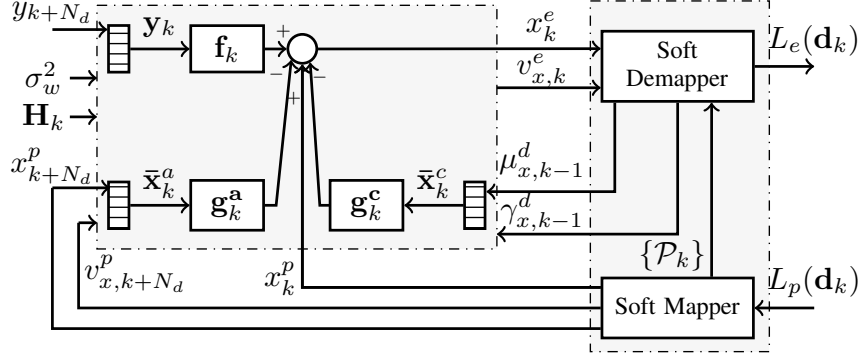 y_{k+N_d}
𝐲_k
𝐟_k
+
−
+
−
x^e_k
v^e_{x,k}
Soft
Demapper
L_e(𝐝_k)
σ^2_w
𝐇_k
x^p_{k+N_d}
𝐱̄^a_k
𝐠^𝐚_k
𝐠^𝐜_k
𝐱̄^c_k
μ^d_{x,k−1}
γ^d_{x,k−1}
v^p_{x,k+N_d}
x^p_k
{𝒫_k}
Soft Mapper
L_p(𝐝_k)